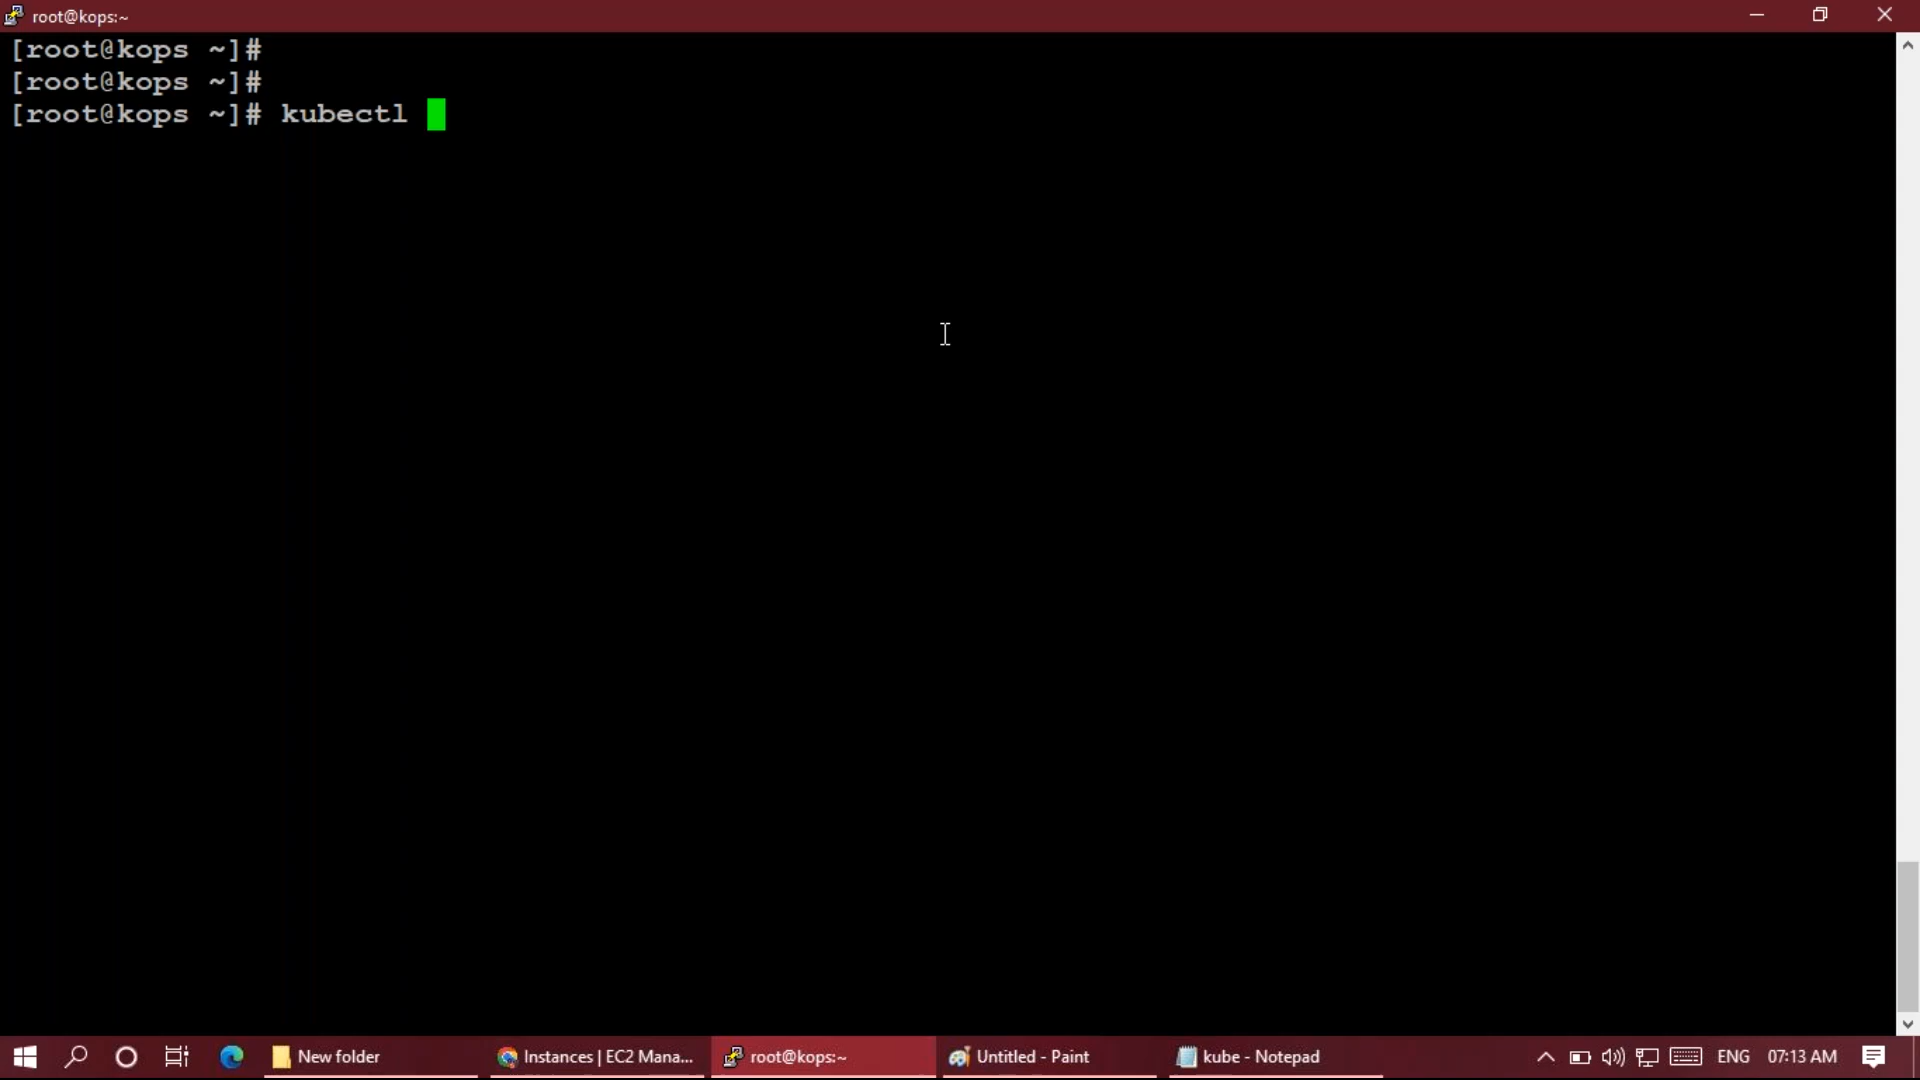 root@kops:~
[root@kops ~]#
[root@kops ~]#
[root@kops ~]# kubectl
New folder
Instances | EC2 Mana...
root@kops:~
Untitled - Paint
kube - Notepad
ENG
07:13 AM